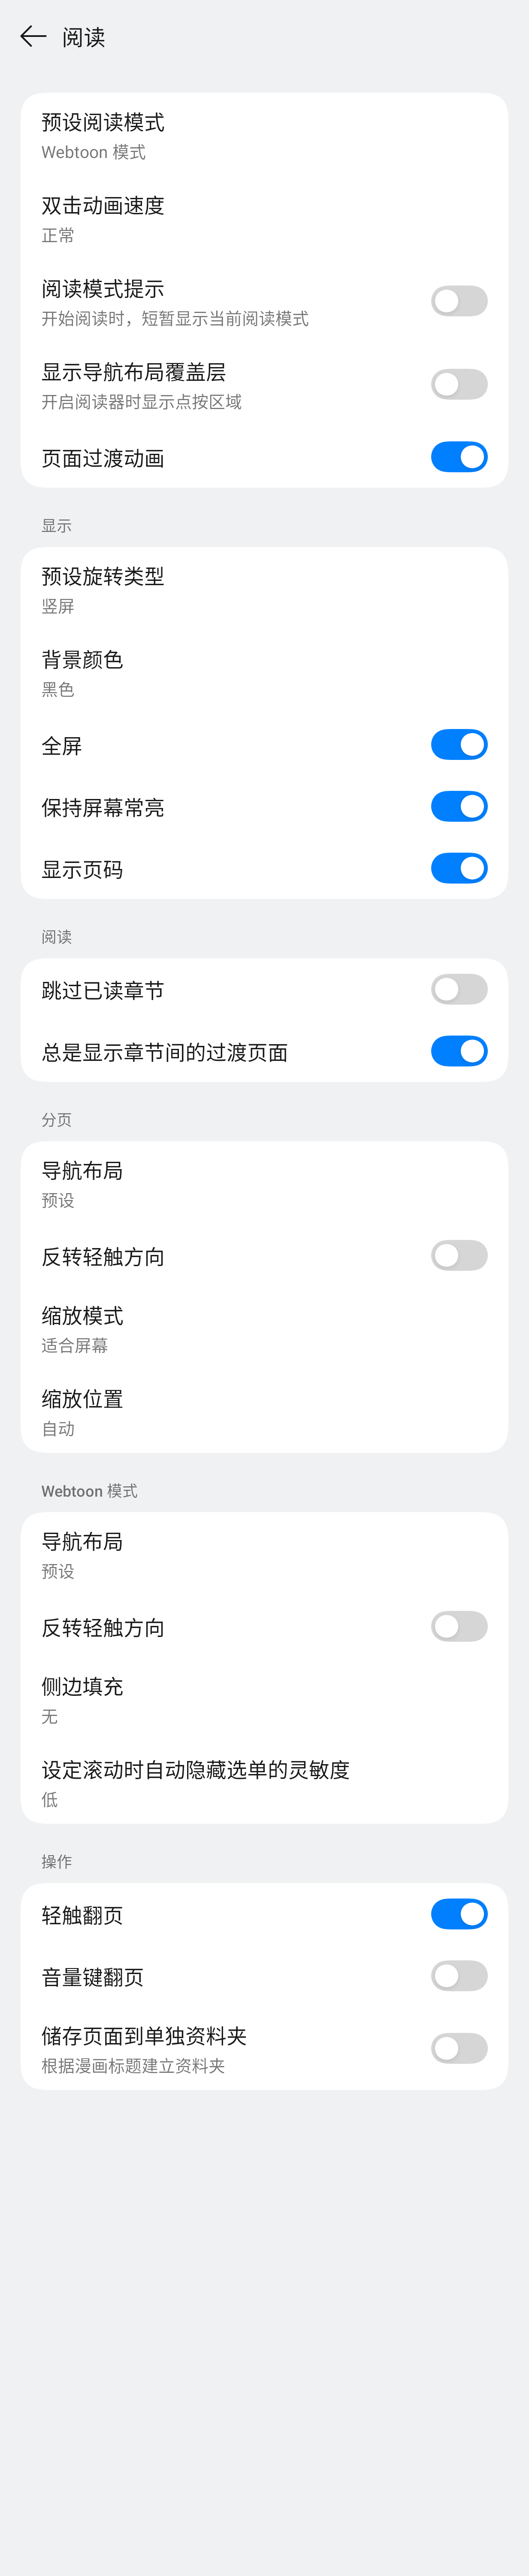 阅读
预设阅读模式
Webtoon 模式
双击动画速度
正常
阅读模式提示
开始阅读时，短暂显示当前阅读模式
显示导航布局覆盖层
开启阅读器时显示点按区域
页面过渡动画
显示
预设旋转类型
竖屏
背景颜色
黑色
全屏
保持屏幕常亮
显示页码
阅读
跳过已读章节
总是显示章节间的过渡页面
分页
导航布局
预设
反转轻触方向
缩放模式
适合屏幕
缩放位置
自动
Webtoon 模式
导航布局
预设
反转轻触方向
侧边填充
无
设定滚动时自动隐藏选单的灵敏度
低
操作
轻触翻页
音量键翻页
储存页面到单独资料夹
根据漫画标题建立资料夹